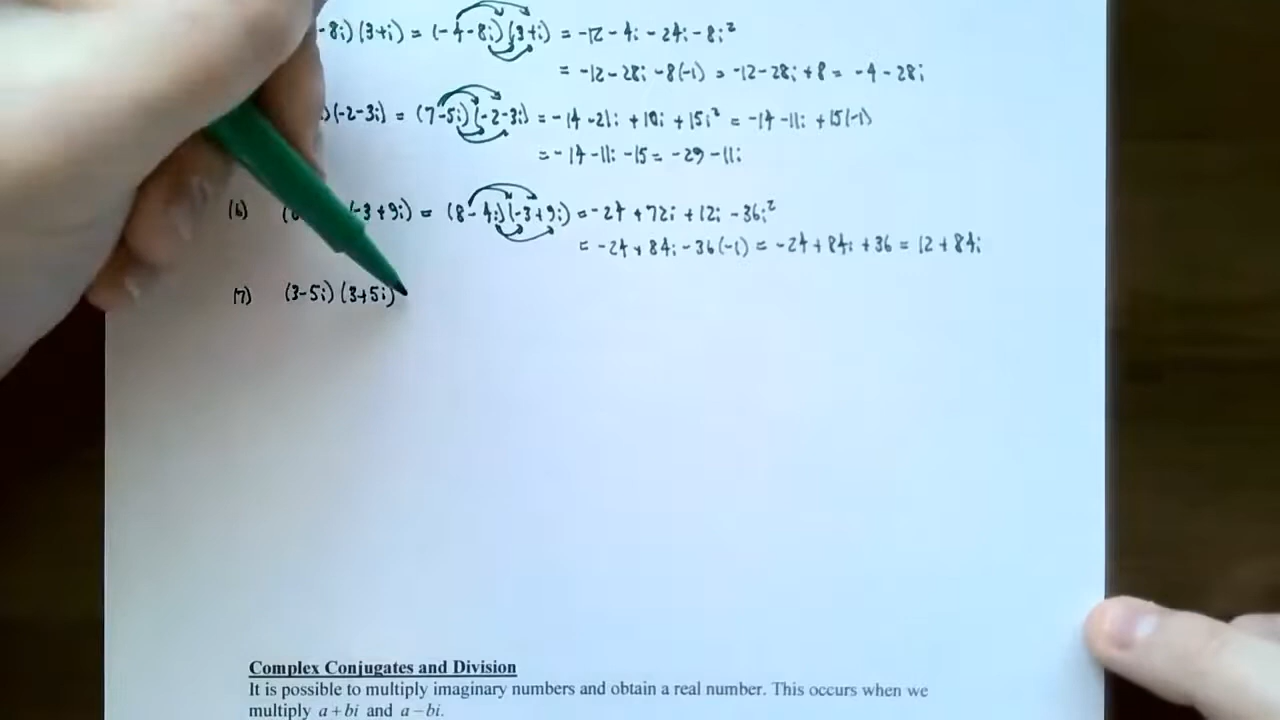 -8i)(3+i) = (-4-8i)(3+i) = -12-4i-24i-8i²
= -12-28i-8(-1) = -12-28i+8 = -4-28i
)(-2-3i) = (7-5i)(-2-3i) = -14-21i+10i+15i² = -14-11i+15(-1)
= -14-11i-15 = -29-11i
(6) (-3+9i) = (8-4i)(-3+9i) = -24+72i+12i-36i²
= -24+84i-36(-1) = -24+84i+36 = 12+84i
(7) (3-5i)(3+5i)
Complex Conjugates and Division
It is possible to multiply imaginary numbers and obtain a real number. This occurs when we
multiply a+bi and a-bi.